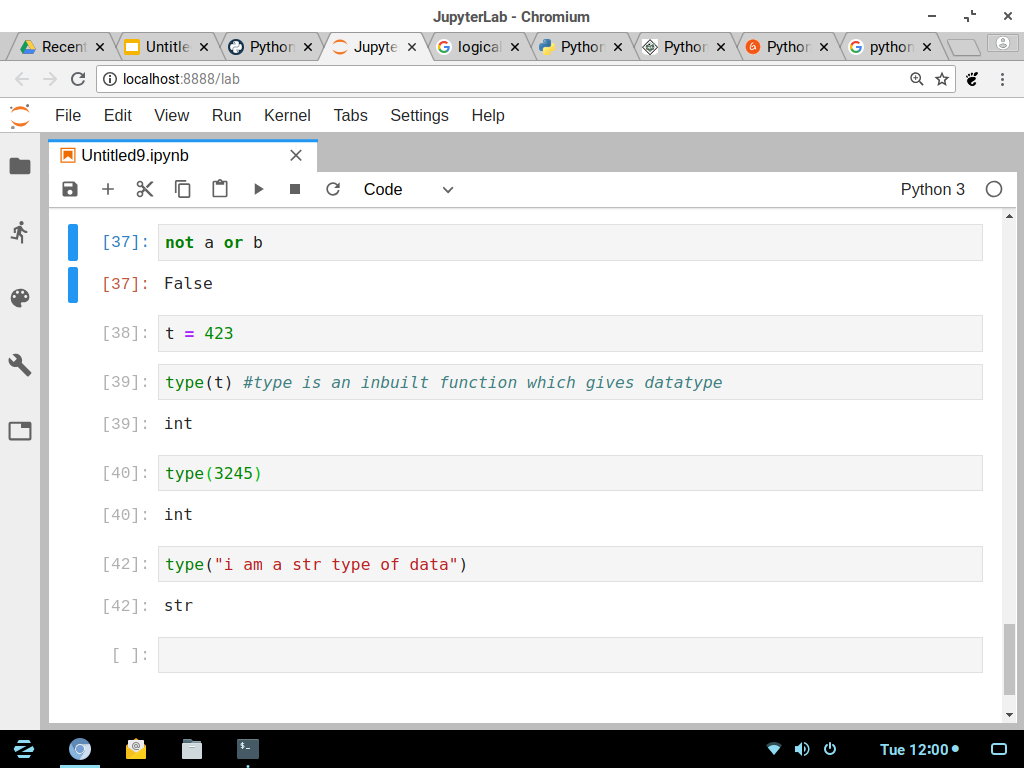 JupyterLab - Chromium
Recent
Untitle
Python
Jupyte
logical
Python
Python
Python
python
localhost:8888/lab
File Edit View Run Kernel Tabs Settings Help
Untitled9.ipynb
Code
Python 3
[37]: not a or b
[37]: False
[38]: t = 423
[39]: type(t) #type is an inbuilt function which gives datatype
[39]: int
[40]: type(3245)
[40]: int
[42]: type("i am a str type of data")
[42]: str
[ ]:
Tue 12:00